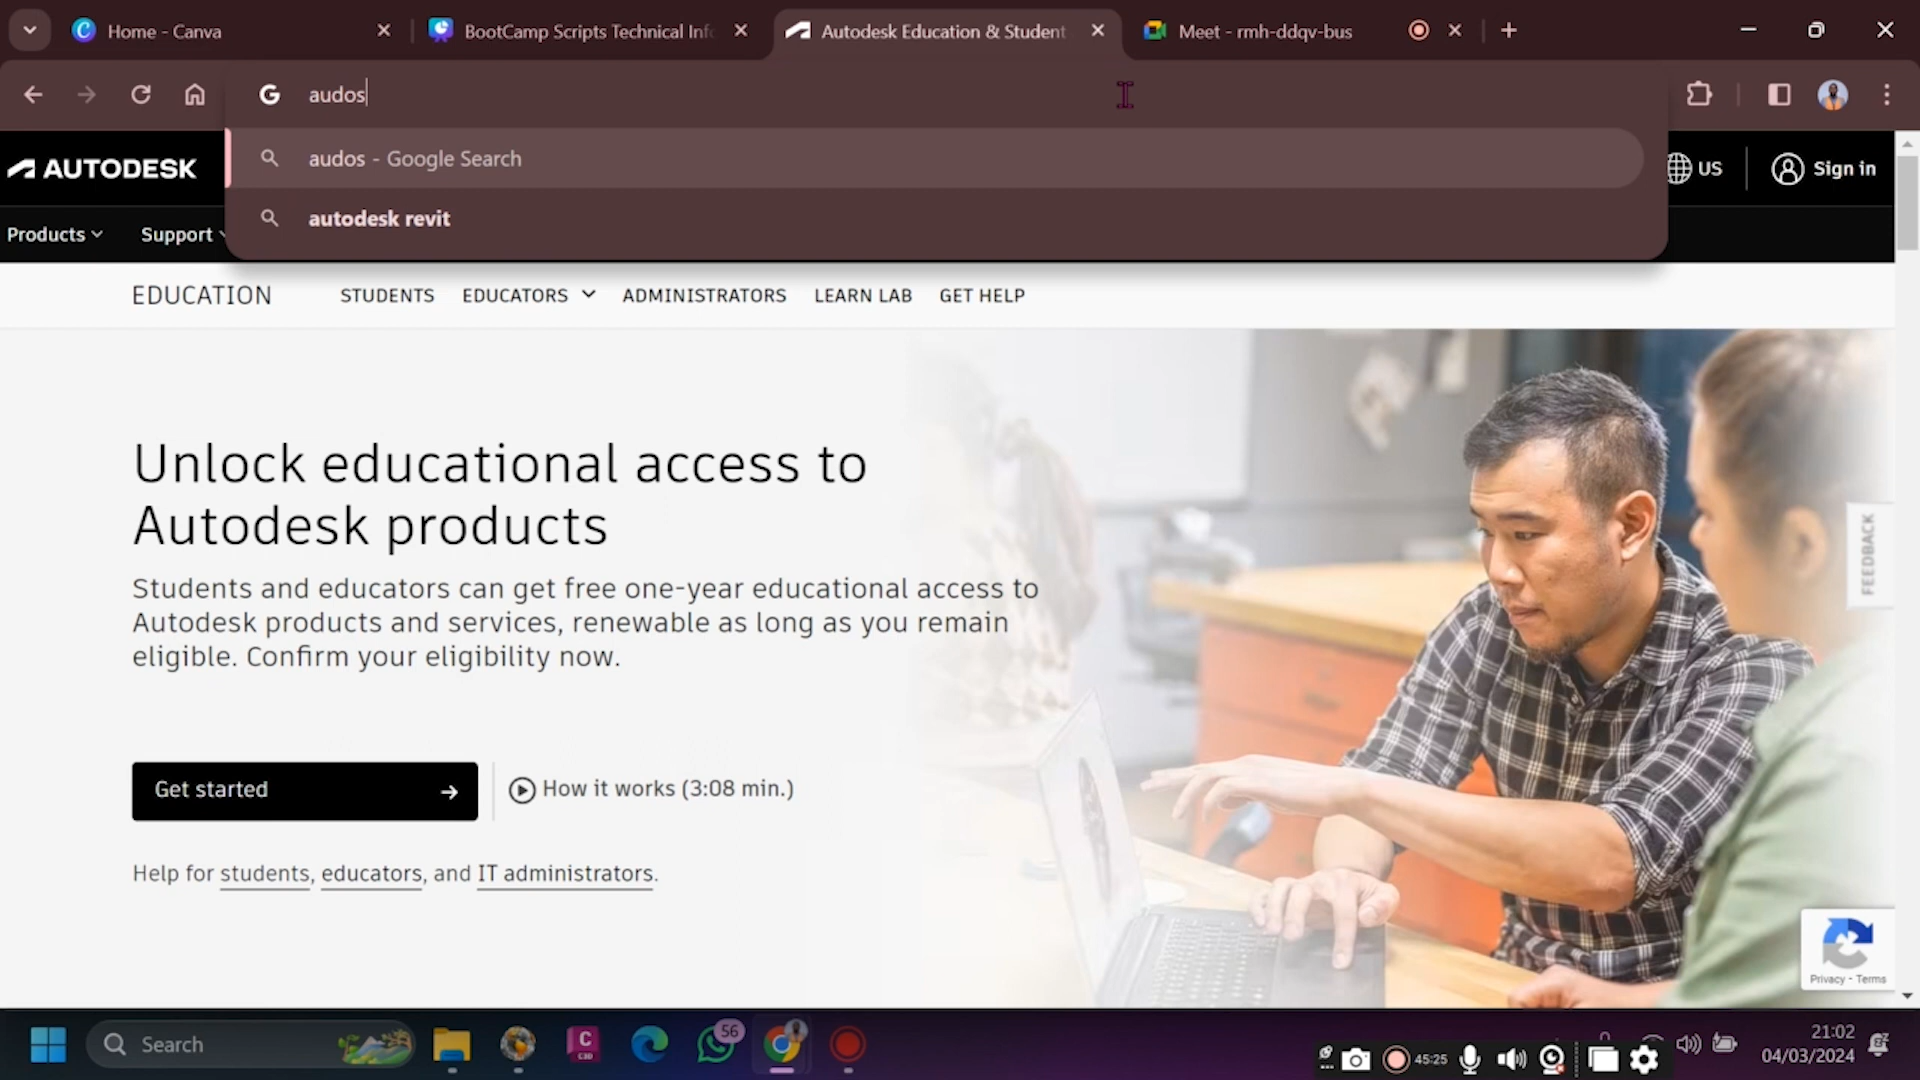 Home - Canva
BootCamp Scripts Technical Inf
Autodesk Education & Student
Meet - rmh-ddqv-bus
audos
audos - Google Search
autodesk revit
AUTODESK
US
Sign in
Products
Support
EDUCATION
STUDENTS
EDUCATORS
ADMINISTRATORS
LEARN LAB
GET HELP
Unlock educational access to
Autodesk products
Students and educators can get free one-year educational access to
Autodesk products and services, renewable as long as you remain
eligible. Confirm your eligibility now.
FEEDBACK
Get started
How it works (3:08 min.)
Help for students, educators, and IT administrators.
Privacy - Terms
Search
C
C3D
56
45:25
21:02
04/03/2024